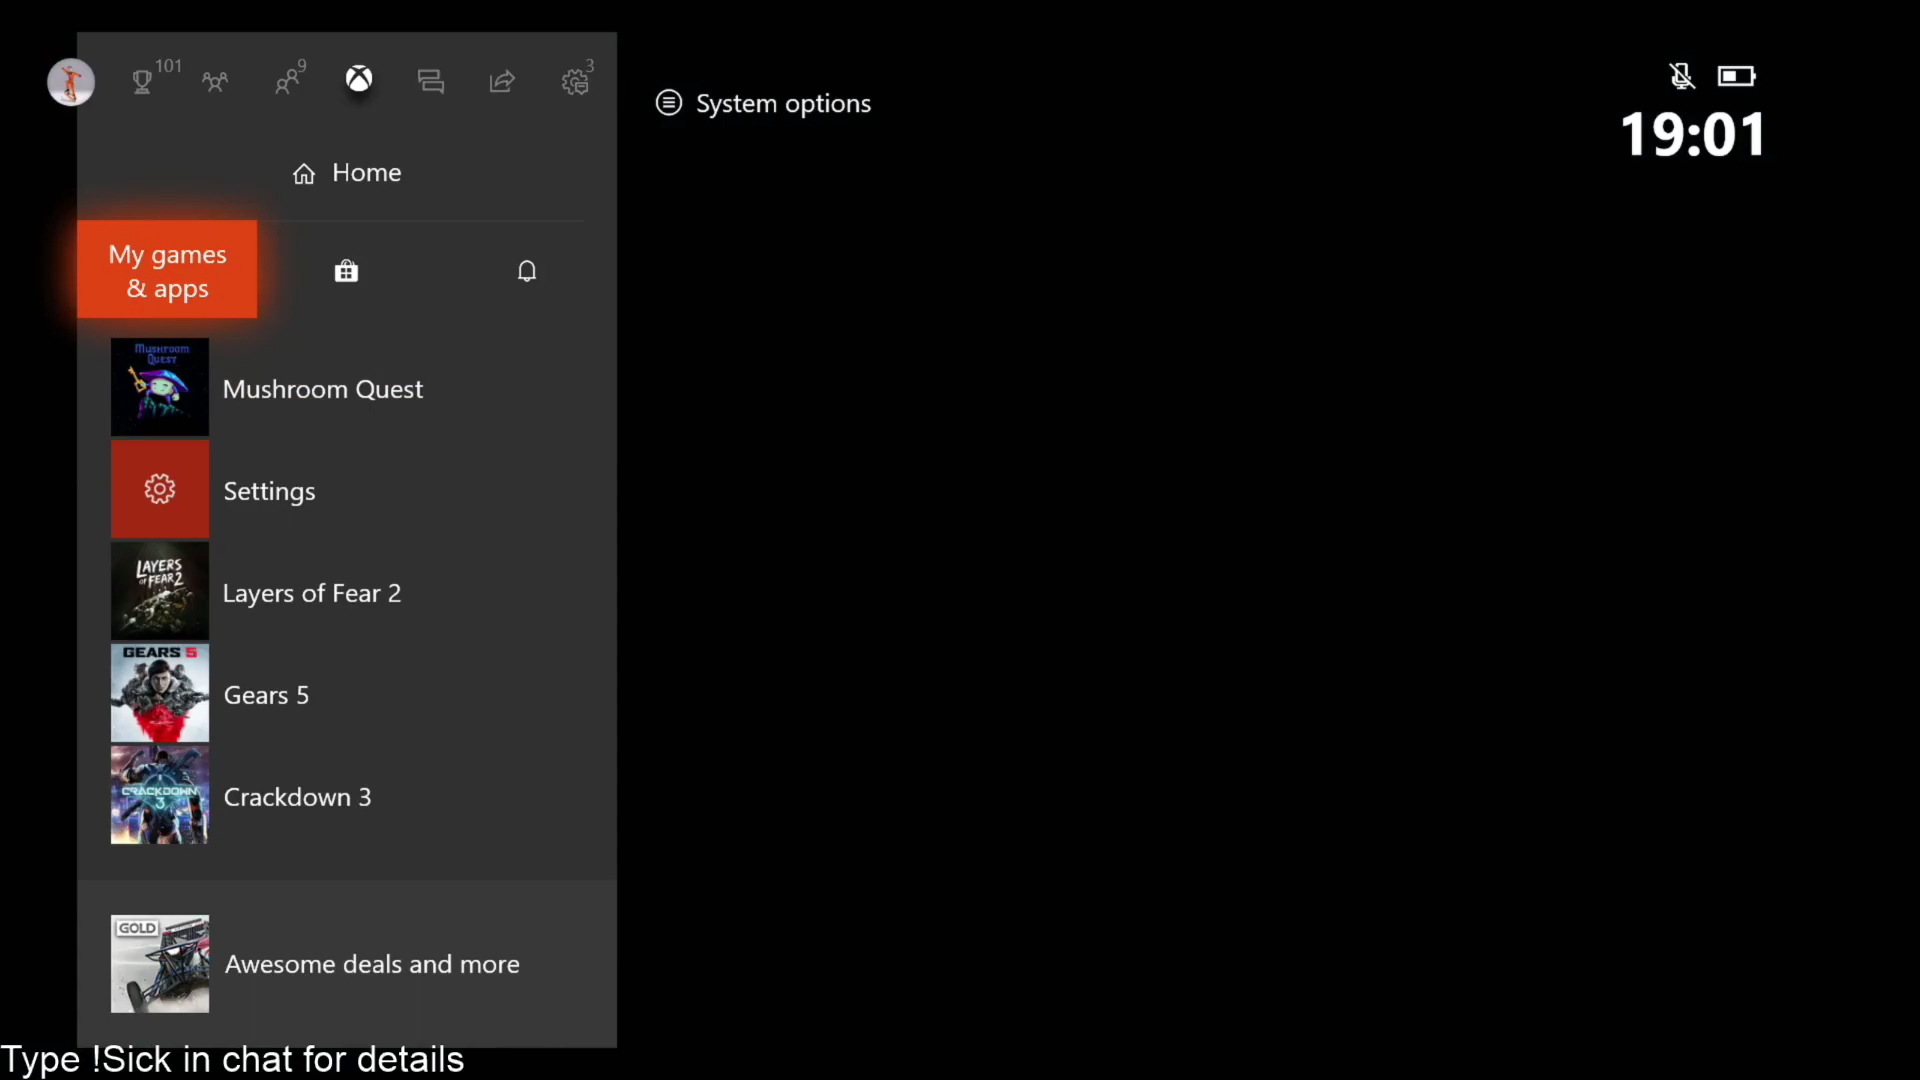 101
9
3
System options
19:01
Home
My games
& apps
MUSHROOM
QUEST
Mushroom Quest
Settings
LAYERS
OF FEAR 2
Layers of Fear 2
GEARS 5
Gears 5
CRACKDOWN
3
Crackdown 3
GOLD
Awesome deals and more
Type !Sick in chat for details